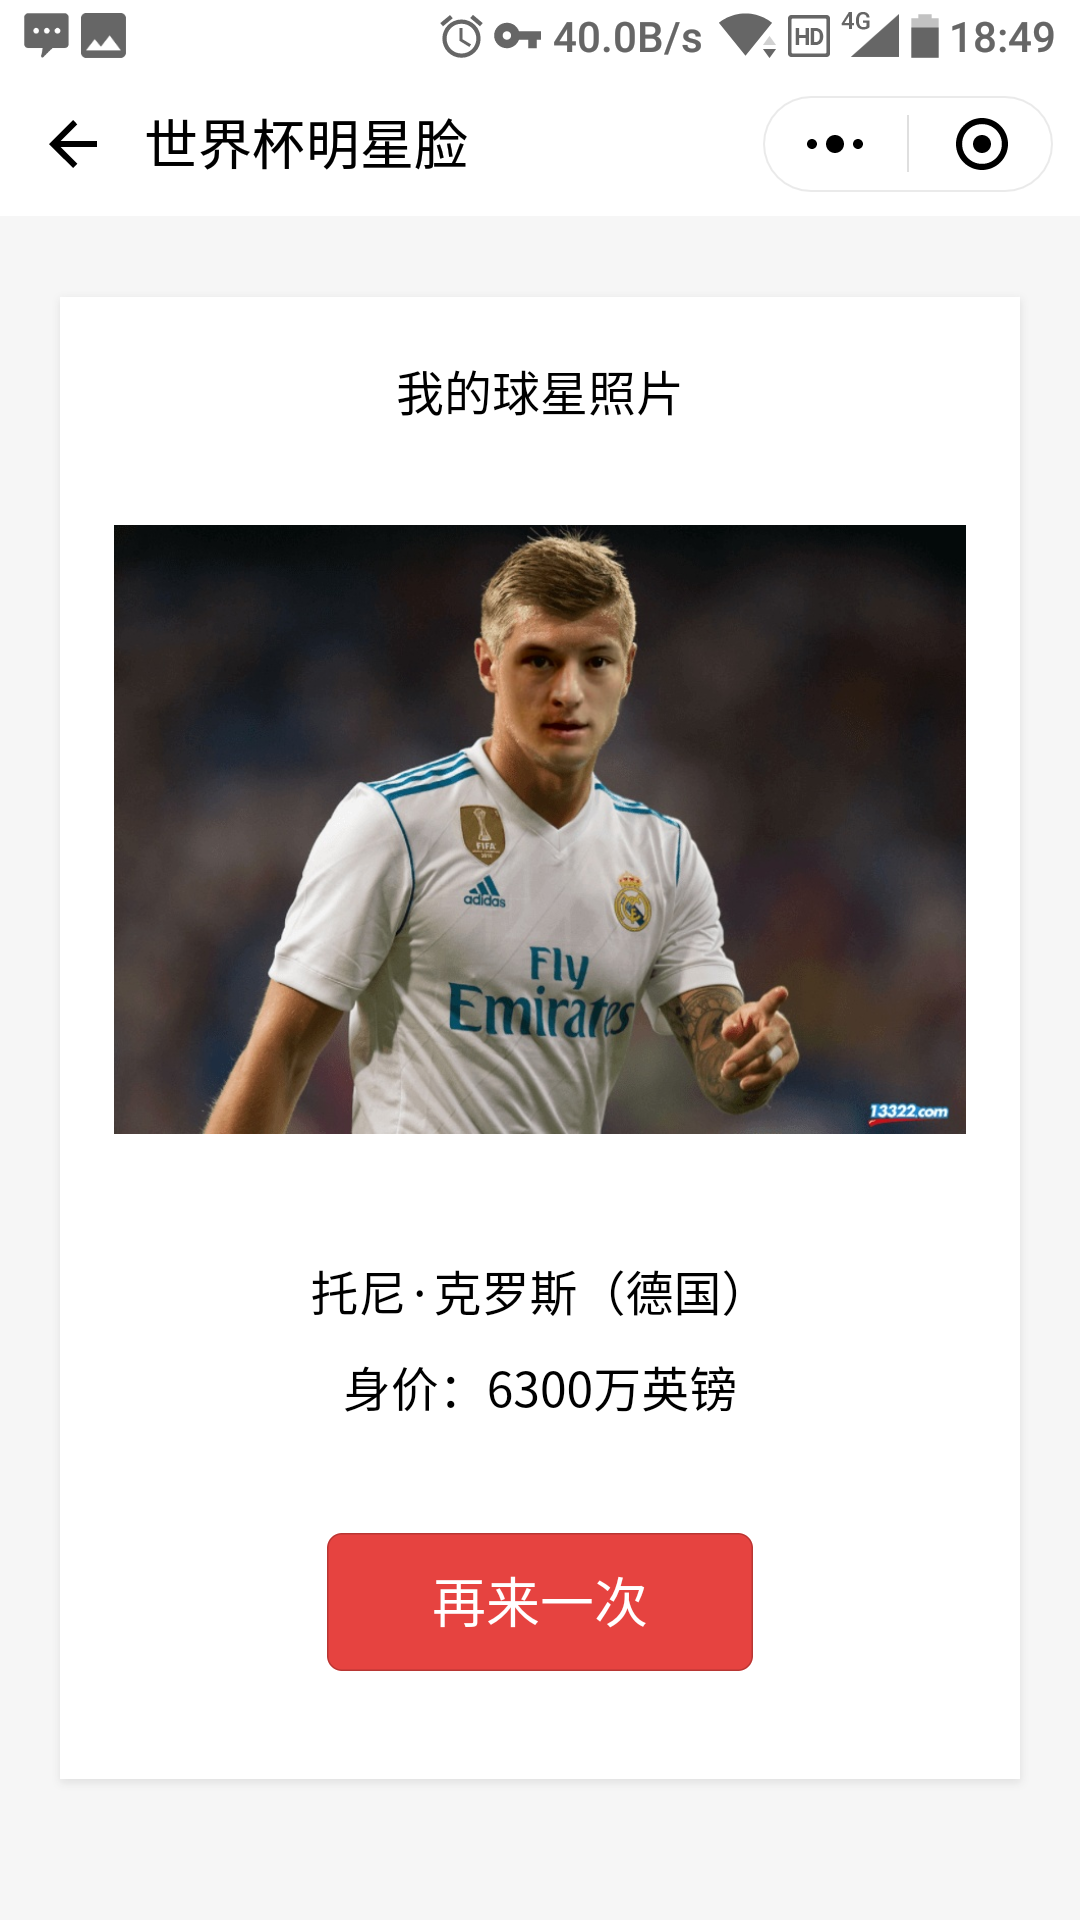 40.0B/s HD 4G 18:49
世界杯明星脸
我的球星照片
FIFA
adidas
Fly
Emirates
13322.com
托尼·克罗斯（德国）
身价：6300万英镑
再来一次